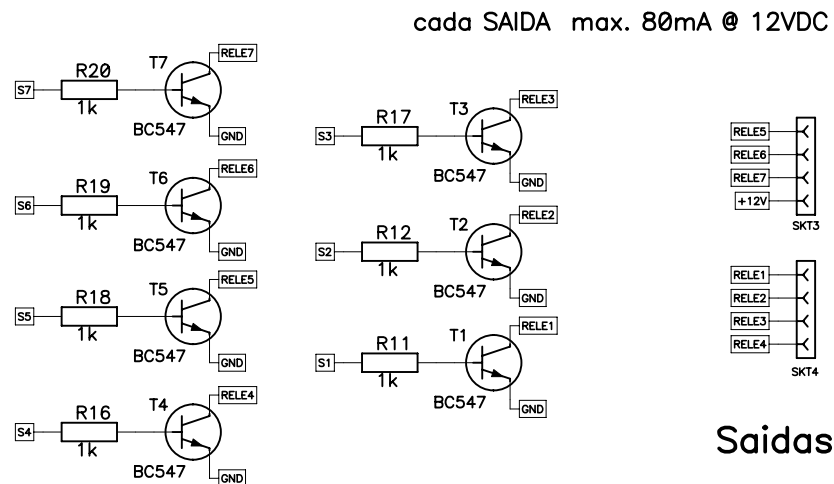 cada SAIDA max. 80mA @ 12VDC
RELE7
T7
R20
S7
1k
BC547
GND
RELE6
T6
R19
S6
1k
BC547
GND
RELE5
T5
R18
S5
1k
BC547
GND
RELE4
T4
R16
S4
1k
BC547
GND
RELE3
T3
R17
S3
1k
BC547
GND
RELE2
T2
R12
S2
1k
BC547
GND
RELE1
T1
R11
S1
1k
BC547
GND
RELE5
RELE6
RELE7
+12V
SKT3
RELE1
RELE2
RELE3
RELE4
SKT4
Saidas